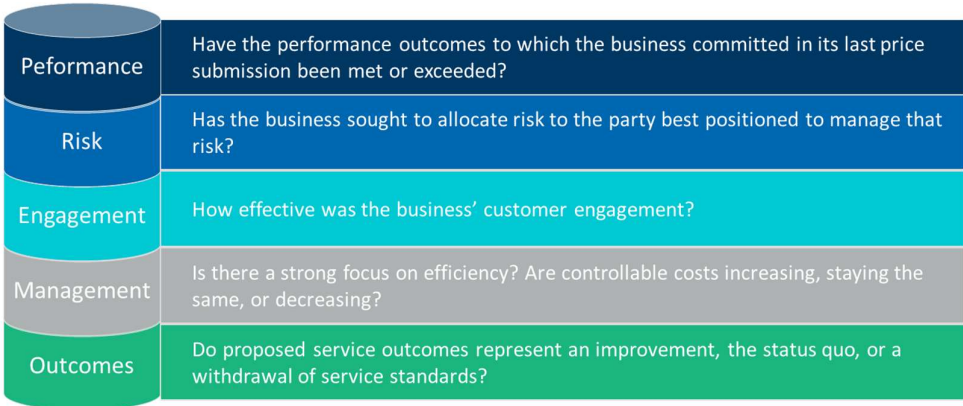 Peformance
Have the performance outcomes to which the business committed in its last price
submission been met or exceeded?
Risk
Has the business sought to allocate risk to the party best positioned to manage that
risk?
Engagement
How effective was the business’ customer engagement?
Management
Is there a strong focus on efficiency? Are controllable costs increasing, staying the
same, or decreasing?
Outcomes
Do proposed service outcomes represent an improvement, the status quo, or a
withdrawal of service standards?